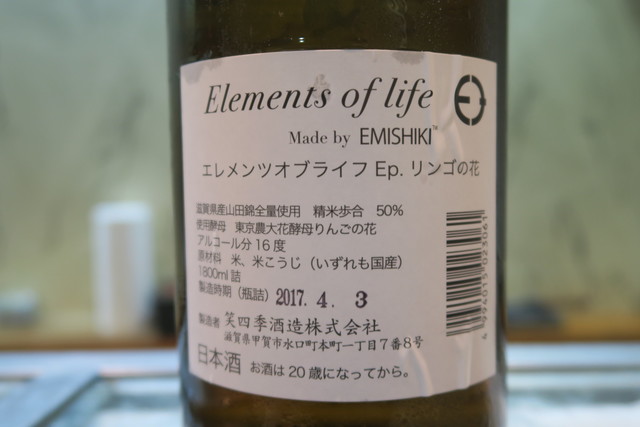 Elements of life
Made by EMISHIKI™
エレメンツオブライフ Ep. リンゴの花
滋賀県産山田錦全量使用　精米歩合　50%
使用酵母　東京農大花酵母りんごの花
アルコール分16度
原材料　米、米こうじ（いずれも国産）
1800ml詰
製造時期（瓶詰）2017. 4. 3
製造者 笑四季酒造株式会社
滋賀県甲賀市水口町本町一丁目7番8号
日本酒　お酒は20歳になってから。
4 994015 023061